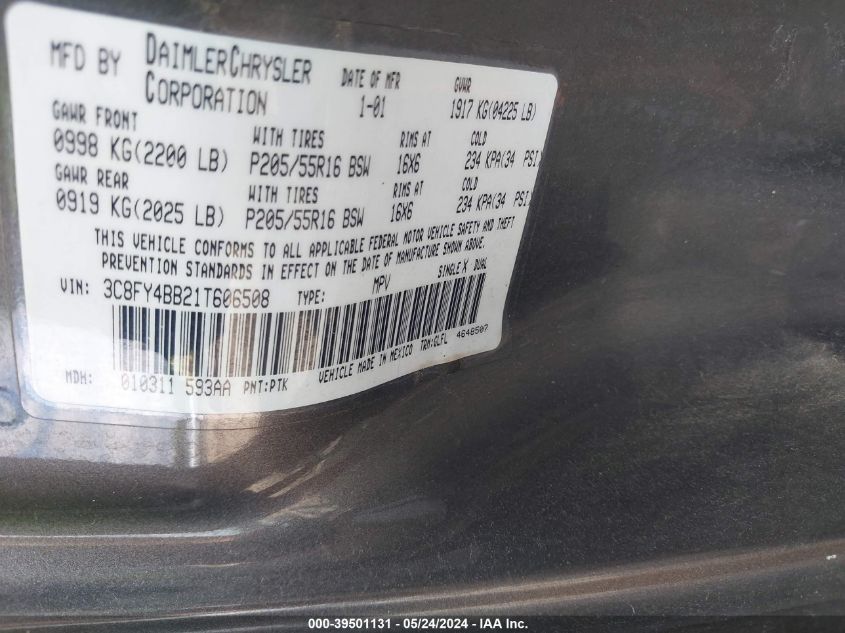 MFD BY DAIMLERCHRYSLER CORPORATION DATE OF MFR 1-01 GVWR 1917 KG(04225 LB)
GAWR FRONT WITH TIRES RIMS AT COLD
0998 KG(2200 LB) P205/55R16 BSW 16X6 234 KPA(34 PSI)
GAWR REAR WITH TIRES RIMS AT COLD
0919 KG(2025 LB) P205/55R16 BSW 16X6 234 KPA(34 PSI)
THIS VEHICLE CONFORMS TO ALL APPLICABLE FEDERAL MOTOR VEHICLE SAFETY AND THEFT
PREVENTION STANDARDS IN EFFECT ON THE DATE OF MANUFACTURE SHOWN ABOVE.
VIN: 3C8FY4BB21T606508 TYPE: MPV SINGLE X DUAL
MDH: 010311 593AA PNT:PTK VEHICLE MADE IN MEXICO TRM:GLFL 4648507
000-39501131 - 05/24/2024 - IAA Inc.